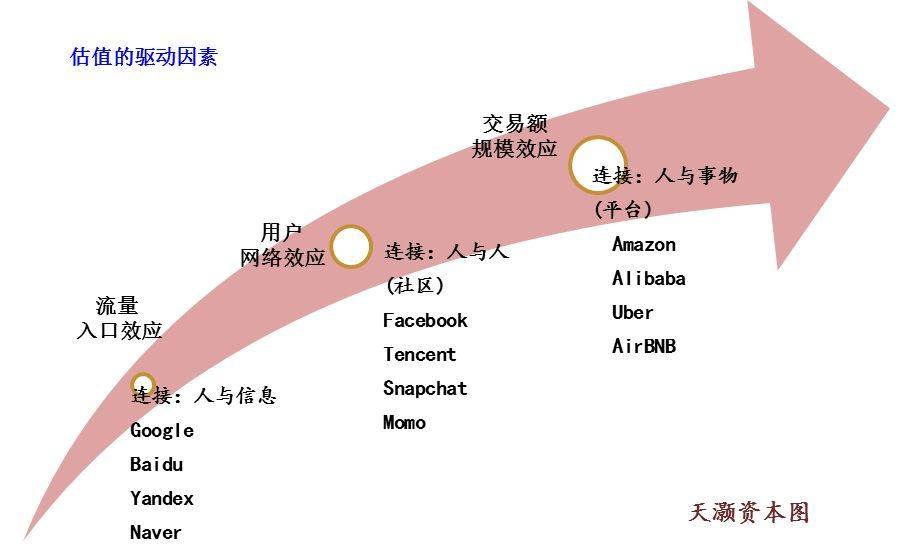 估值的驱动因素
流量
入口效应
连接：人与信息
Google
Baidu
Yandex
Naver
用户
网络效应
连接：人与人
(社区)
Facebook
Tencent
Snapchat
Momo
交易额
规模效应
连接：人与事物
(平台)
Amazon
Alibaba
Uber
AirBNB
天灏资本图